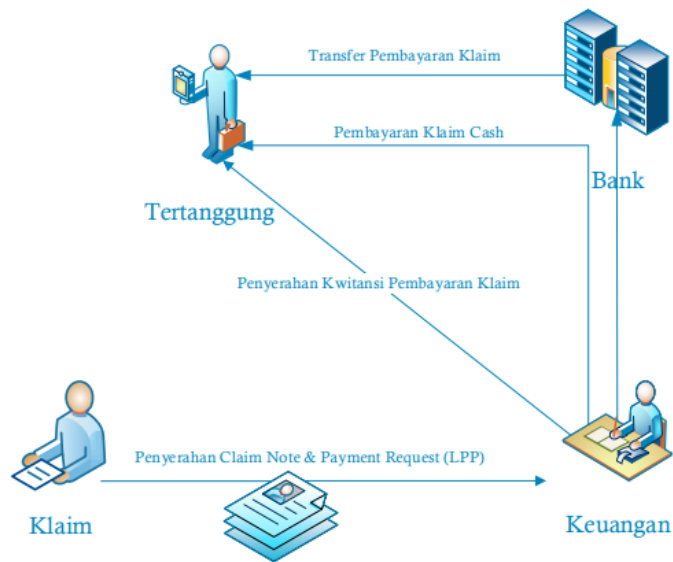 Transfer Pembayaran Klaim
Pembayaran Klaim Cash
Bank
Tertanggung
Penyerahan Kwitansi Pembayaran Klaim
Penyerahan Claim Note & Payment Request (LPP)
Klaim
Keuangan